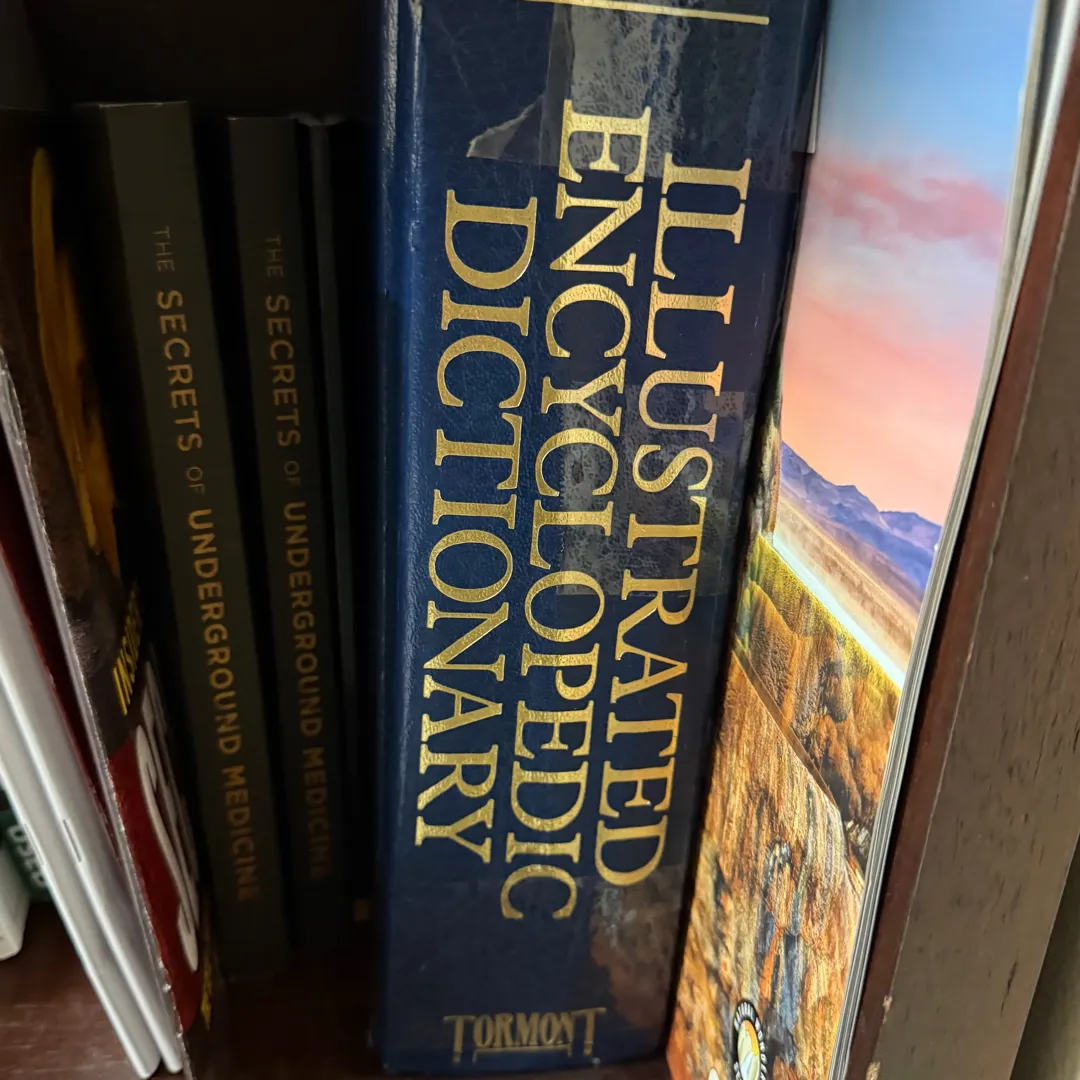 THE SECRETS OF UNDERGROUND MEDICINE
THE SECRETS OF UNDERGROUND MEDICINE
ILLUSTRATED
ENCYCLOPEDIC
DICTIONARY
TORMONT